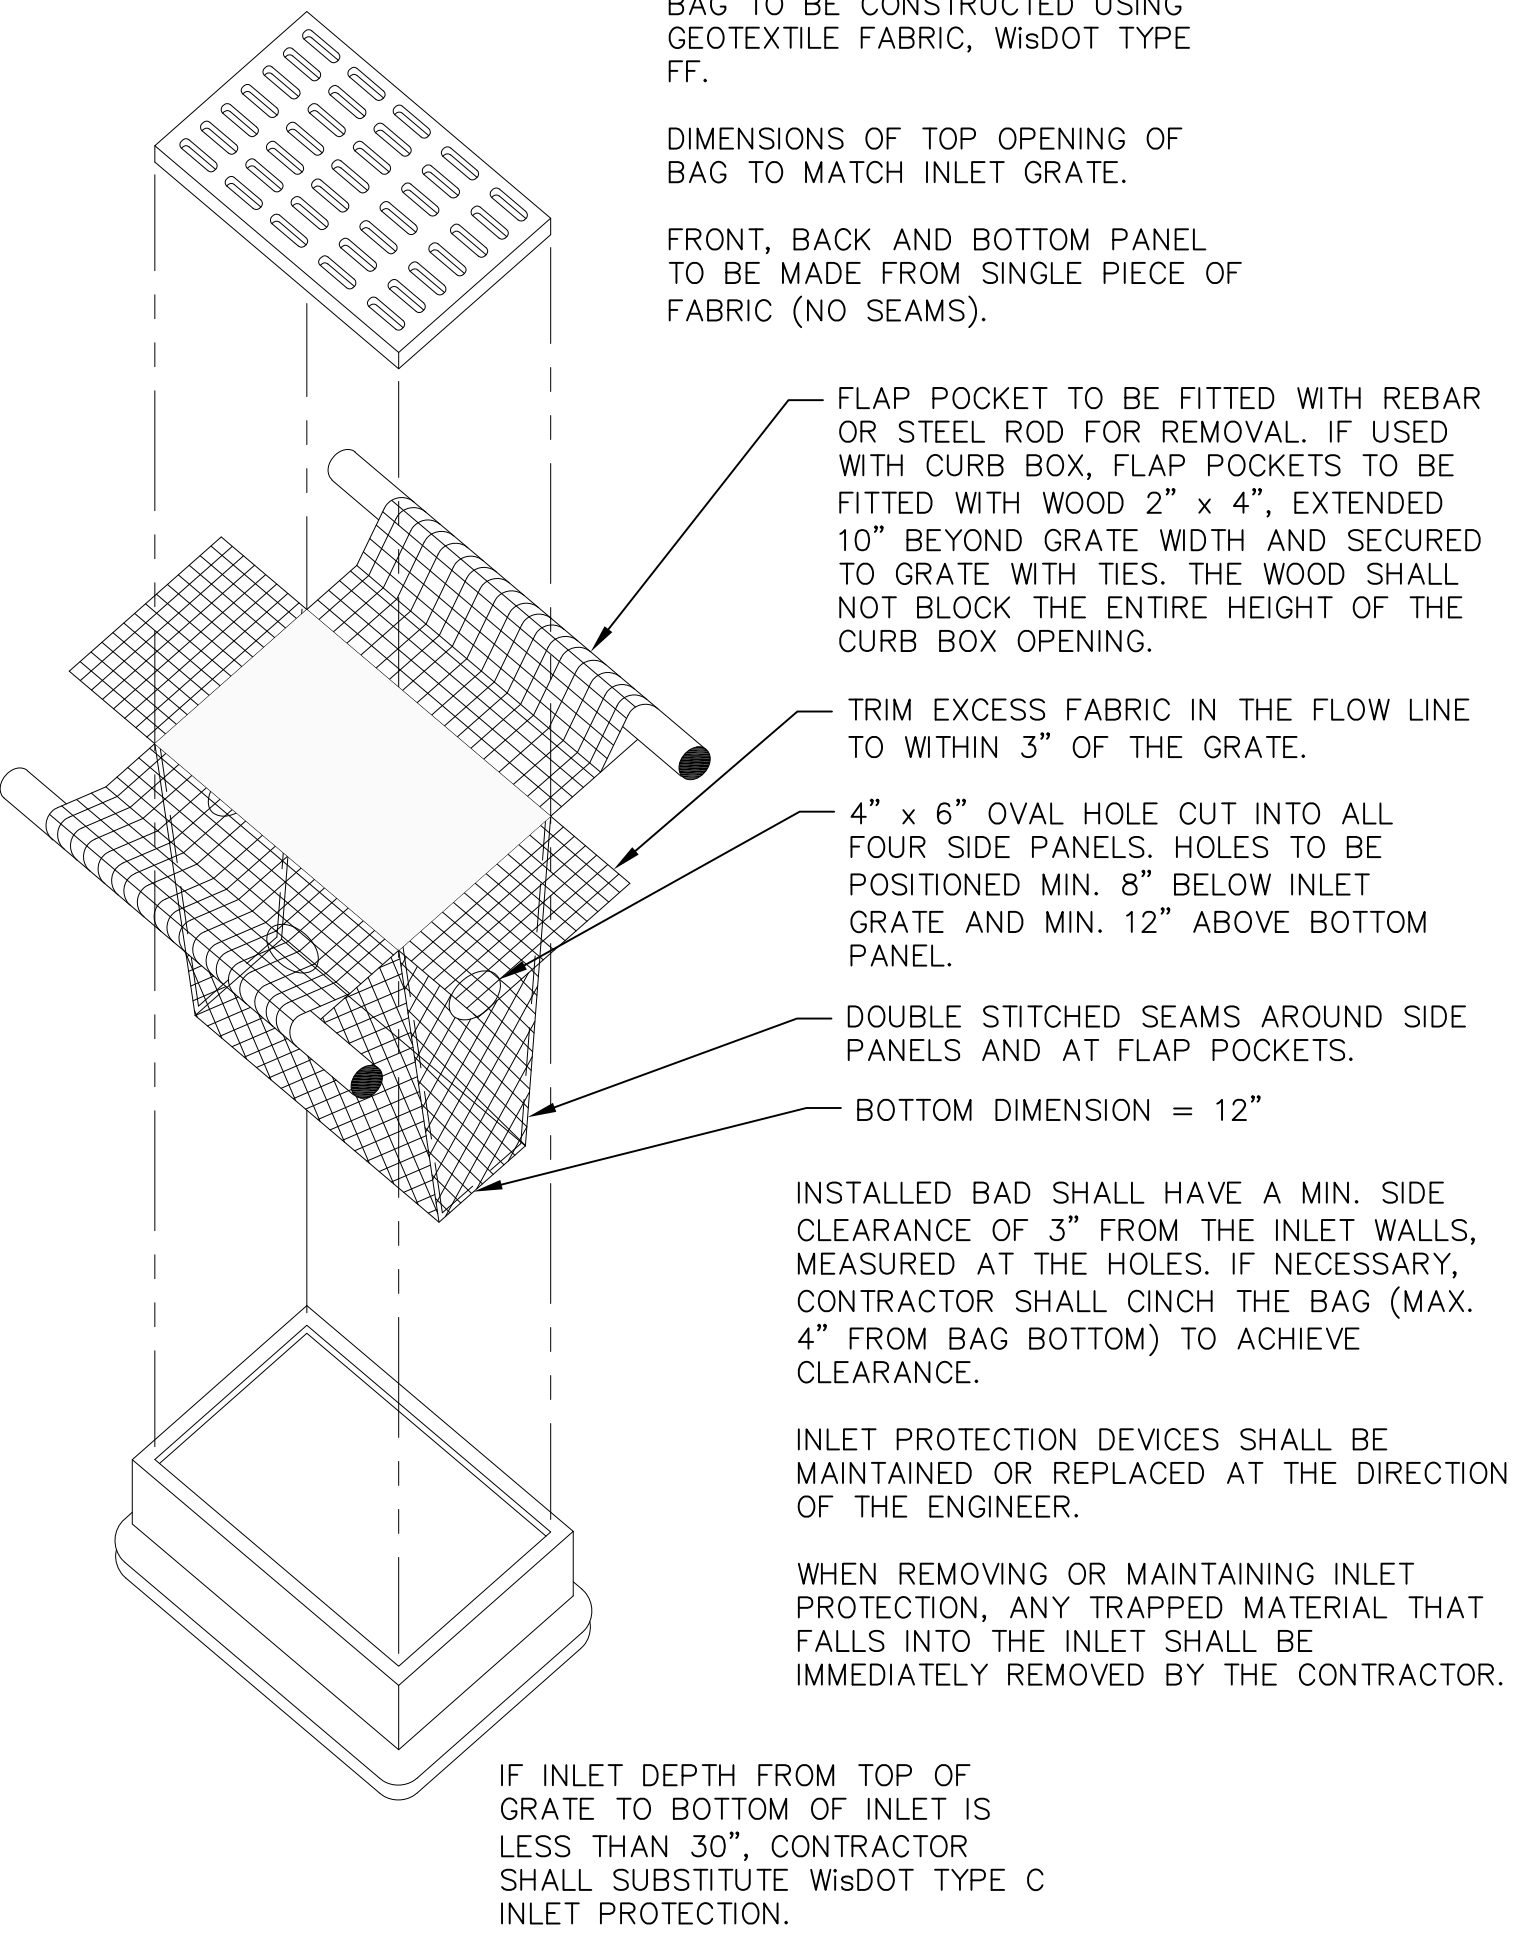 BAG TO BE CONSTRUCTED USING
GEOTEXTILE FABRIC, WisDOT TYPE
FF.
DIMENSIONS OF TOP OPENING OF
BAG TO MATCH INLET GRATE.
FRONT, BACK AND BOTTOM PANEL
TO BE MADE FROM SINGLE PIECE OF
FABRIC (NO SEAMS).
FLAP POCKET TO BE FITTED WITH REBAR
OR STEEL ROD FOR REMOVAL. IF USED
WITH CURB BOX, FLAP POCKETS TO BE
FITTED WITH WOOD 2” x 4”, EXTENDED
10” BEYOND GRATE WIDTH AND SECURED
TO GRATE WITH TIES. THE WOOD SHALL
NOT BLOCK THE ENTIRE HEIGHT OF THE
CURB BOX OPENING.
TRIM EXCESS FABRIC IN THE FLOW LINE
TO WITHIN 3” OF THE GRATE.
4” x 6” OVAL HOLE CUT INTO ALL
FOUR SIDE PANELS. HOLES TO BE
POSITIONED MIN. 8” BELOW INLET
GRATE AND MIN. 12” ABOVE BOTTOM
PANEL.
DOUBLE STITCHED SEAMS AROUND SIDE
PANELS AND AT FLAP POCKETS.
BOTTOM DIMENSION = 12”
INSTALLED BAD SHALL HAVE A MIN. SIDE
CLEARANCE OF 3” FROM THE INLET WALLS,
MEASURED AT THE HOLES. IF NECESSARY,
CONTRACTOR SHALL CINCH THE BAG (MAX.
4” FROM BAG BOTTOM) TO ACHIEVE
CLEARANCE.
INLET PROTECTION DEVICES SHALL BE
MAINTAINED OR REPLACED AT THE DIRECTION
OF THE ENGINEER.
WHEN REMOVING OR MAINTAINING INLET
PROTECTION, ANY TRAPPED MATERIAL THAT
FALLS INTO THE INLET SHALL BE
IMMEDIATELY REMOVED BY THE CONTRACTOR.
IF INLET DEPTH FROM TOP OF
GRATE TO BOTTOM OF INLET IS
LESS THAN 30”, CONTRACTOR
SHALL SUBSTITUTE WisDOT TYPE C
INLET PROTECTION.